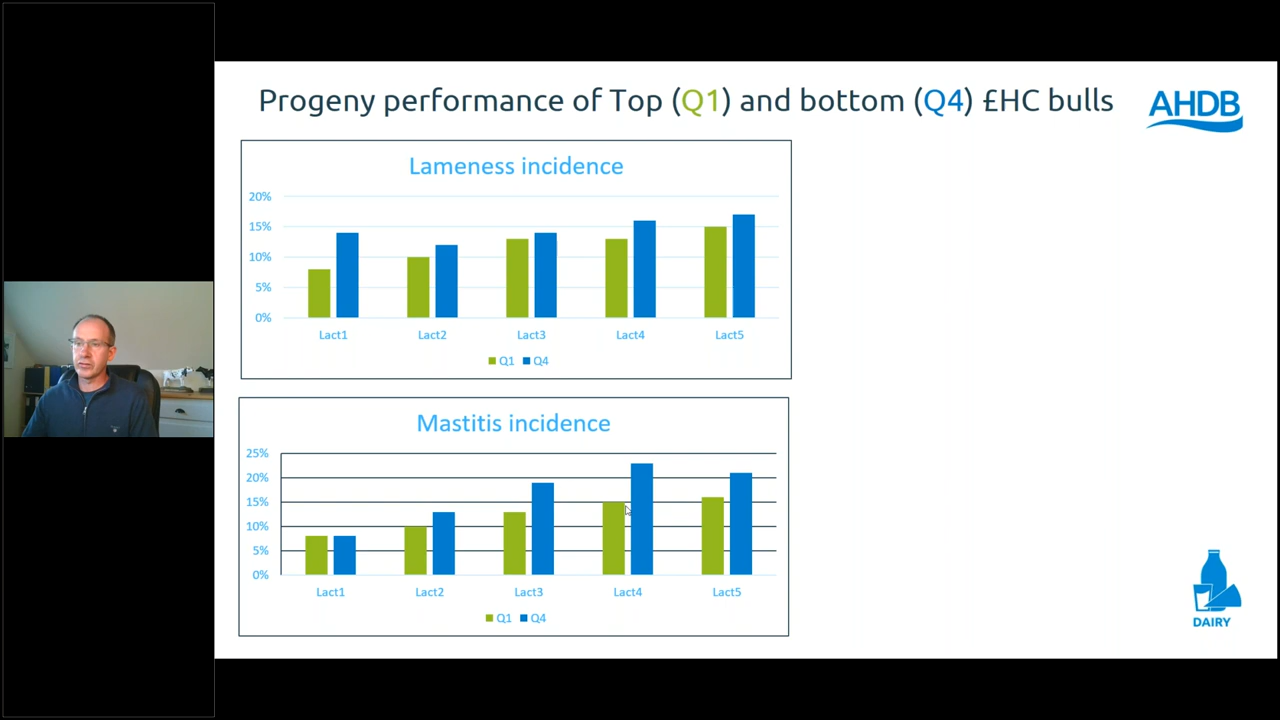 Progeny performance of Top (Q1) and bottom (Q4) £HC bulls
AHDB
Lameness incidence
20%
15%
10%
5%
0%
Lact1 Lact2 Lact3 Lact4 Lact5
Q1 Q4
Mastitis incidence
25%
20%
15%
10%
5%
0%
Lact1 Lact2 Lact3 Lact4 Lact5
Q1 Q4
DAIRY